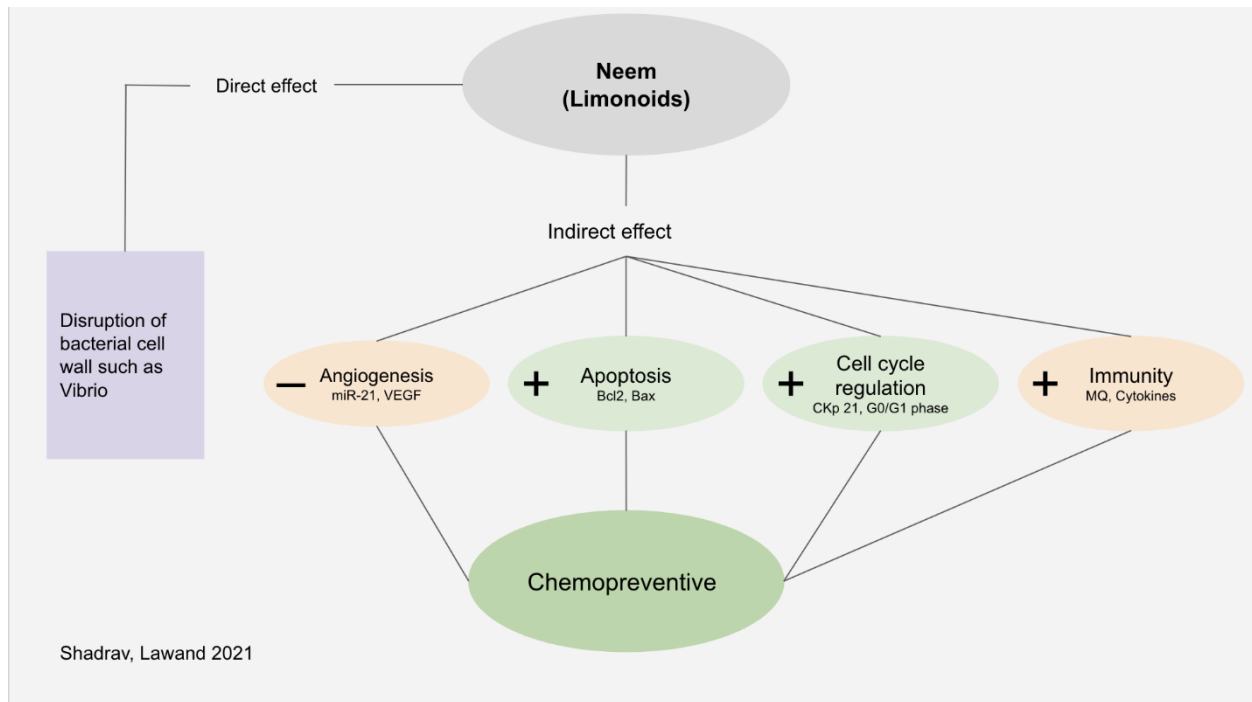 Neem
(Limonoids)
Direct effect
Indirect effect
Disruption of
bacterial cell
wall such as
Vibrio
− Angiogenesis
miR-21, VEGF
+ Apoptosis
Bcl2, Bax
+ Cell cycle
regulation
CKp 21, G0/G1 phase
+ Immunity
MQ, Cytokines
Chemopreventive
Shadrav, Lawand 2021